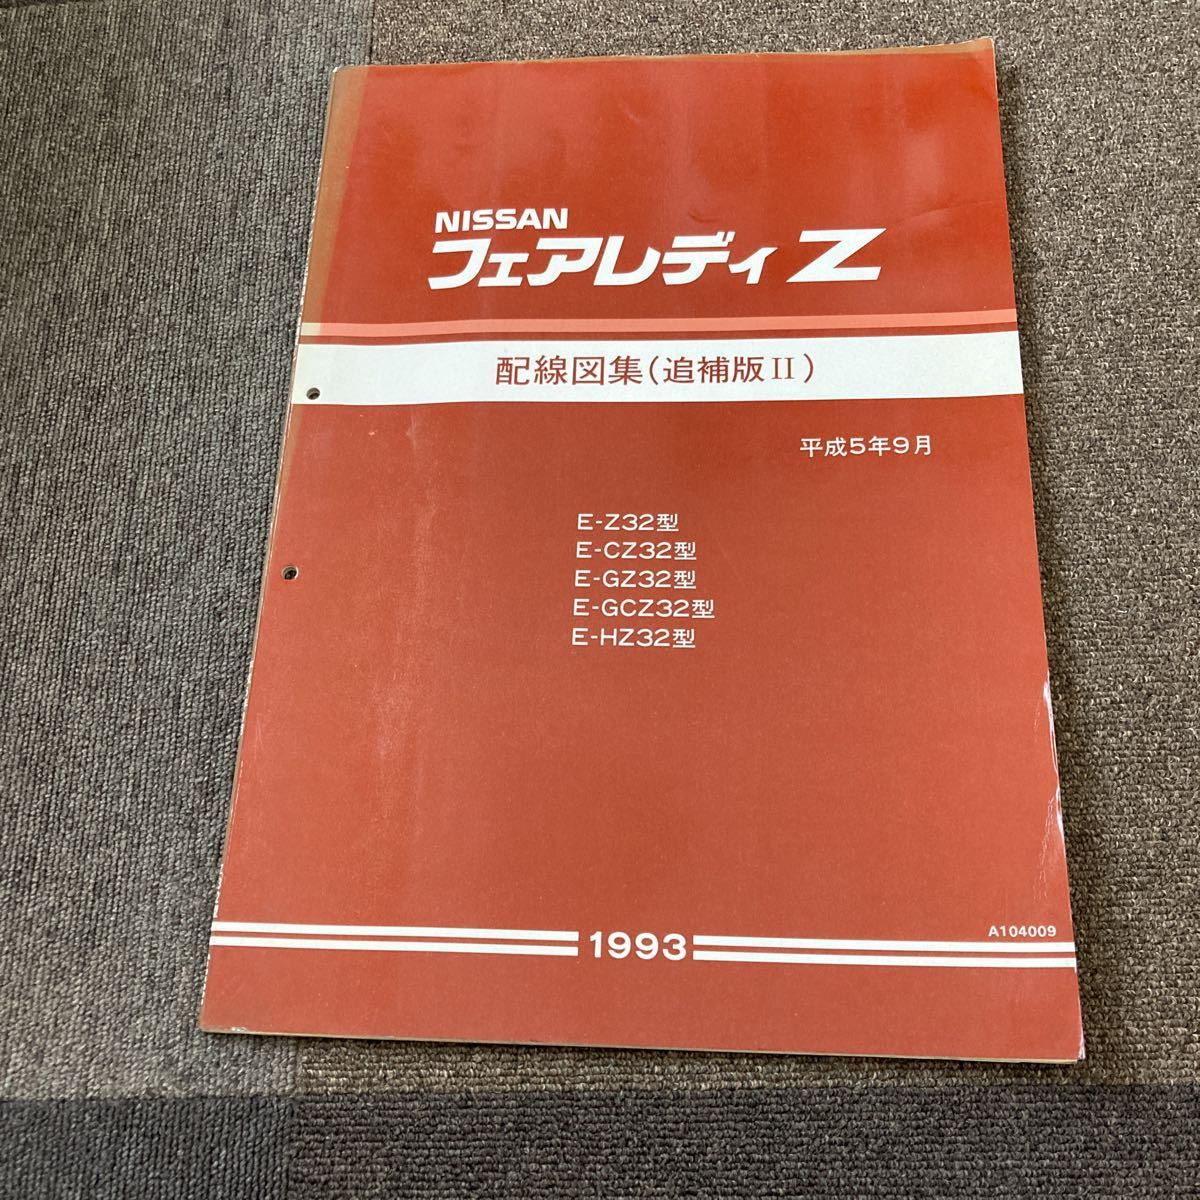 NISSAN
フェアレディ Z
配線図集(追補版II)
平成5年9月
E-Z32型
E-CZ32型
E-GZ32型
E-GCZ32型
E-HZ32型
A104009
1993